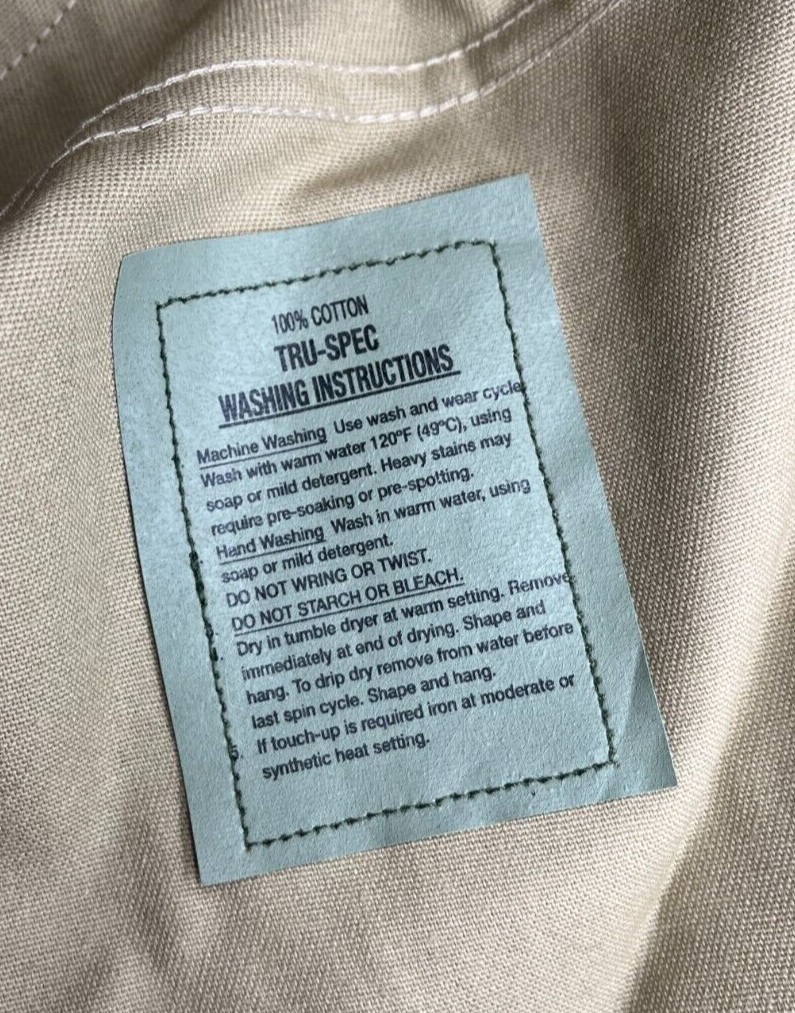 100% COTTON
TRU-SPEC
WASHING INSTRUCTIONS
Machine Washing Use wash and wear cycle
Wash with warm water 120ºF (49ºC), using
soap or mild detergent. Heavy stains may
require pre-soaking or pre-spotting.
Hand Washing Wash in warm water, using
soap or mild detergent.
DO NOT WRING OR TWIST.
DO NOT STARCH OR BLEACH.
Dry in tumble dryer at warm setting. Remove
immediately at end of drying. Shape and
hang. To drip dry remove from water before
last spin cycle. Shape and hang.
5. If touch-up is required iron at moderate or
synthetic heat setting.